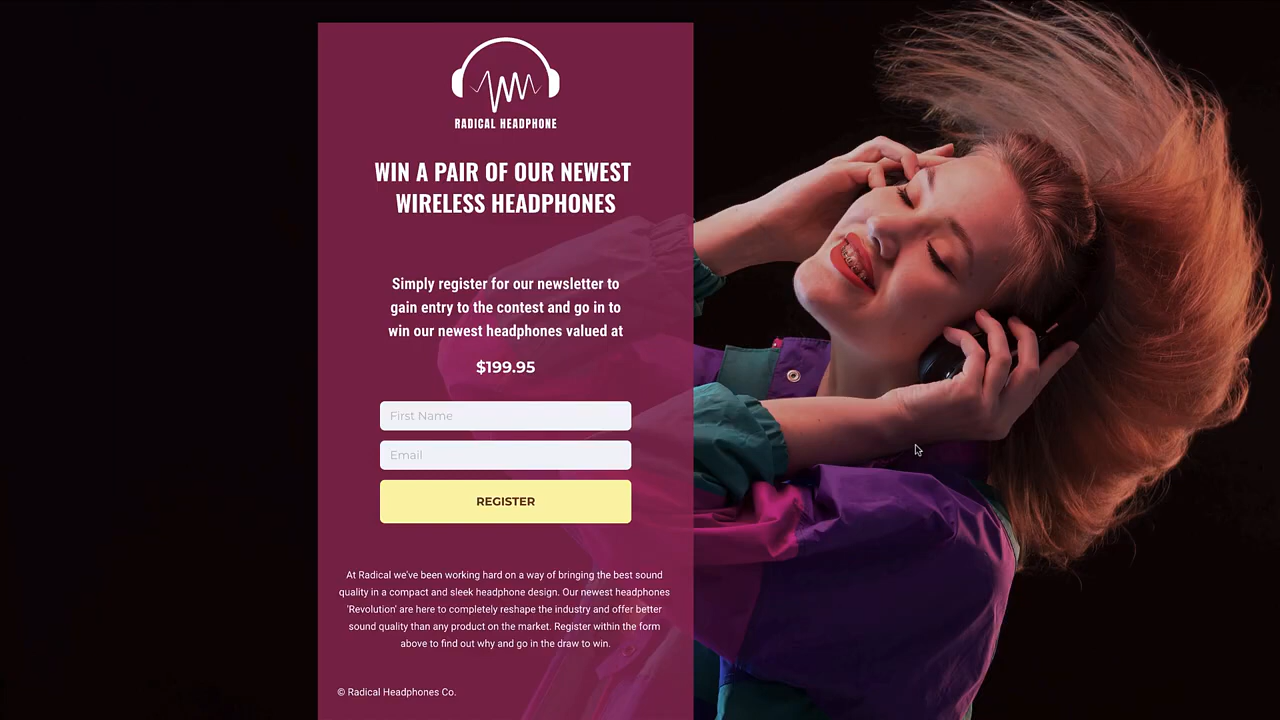 RADICAL HEADPHONE
WIN A PAIR OF OUR NEWEST
WIRELESS HEADPHONES
Simply register for our newsletter to
gain entry to the contest and go in to
win our newest headphones valued at
$199.95
First Name
Email
REGISTER
At Radical we've been working hard on a way of bringing the best sound
quality in a compact and sleek headphone design. Our newest headphones
'Revolution' are here to completely reshape the industry and offer better
sound quality than any product on the market. Register within the form
above to find out why and go in the draw to win.
© Radical Headphones Co.